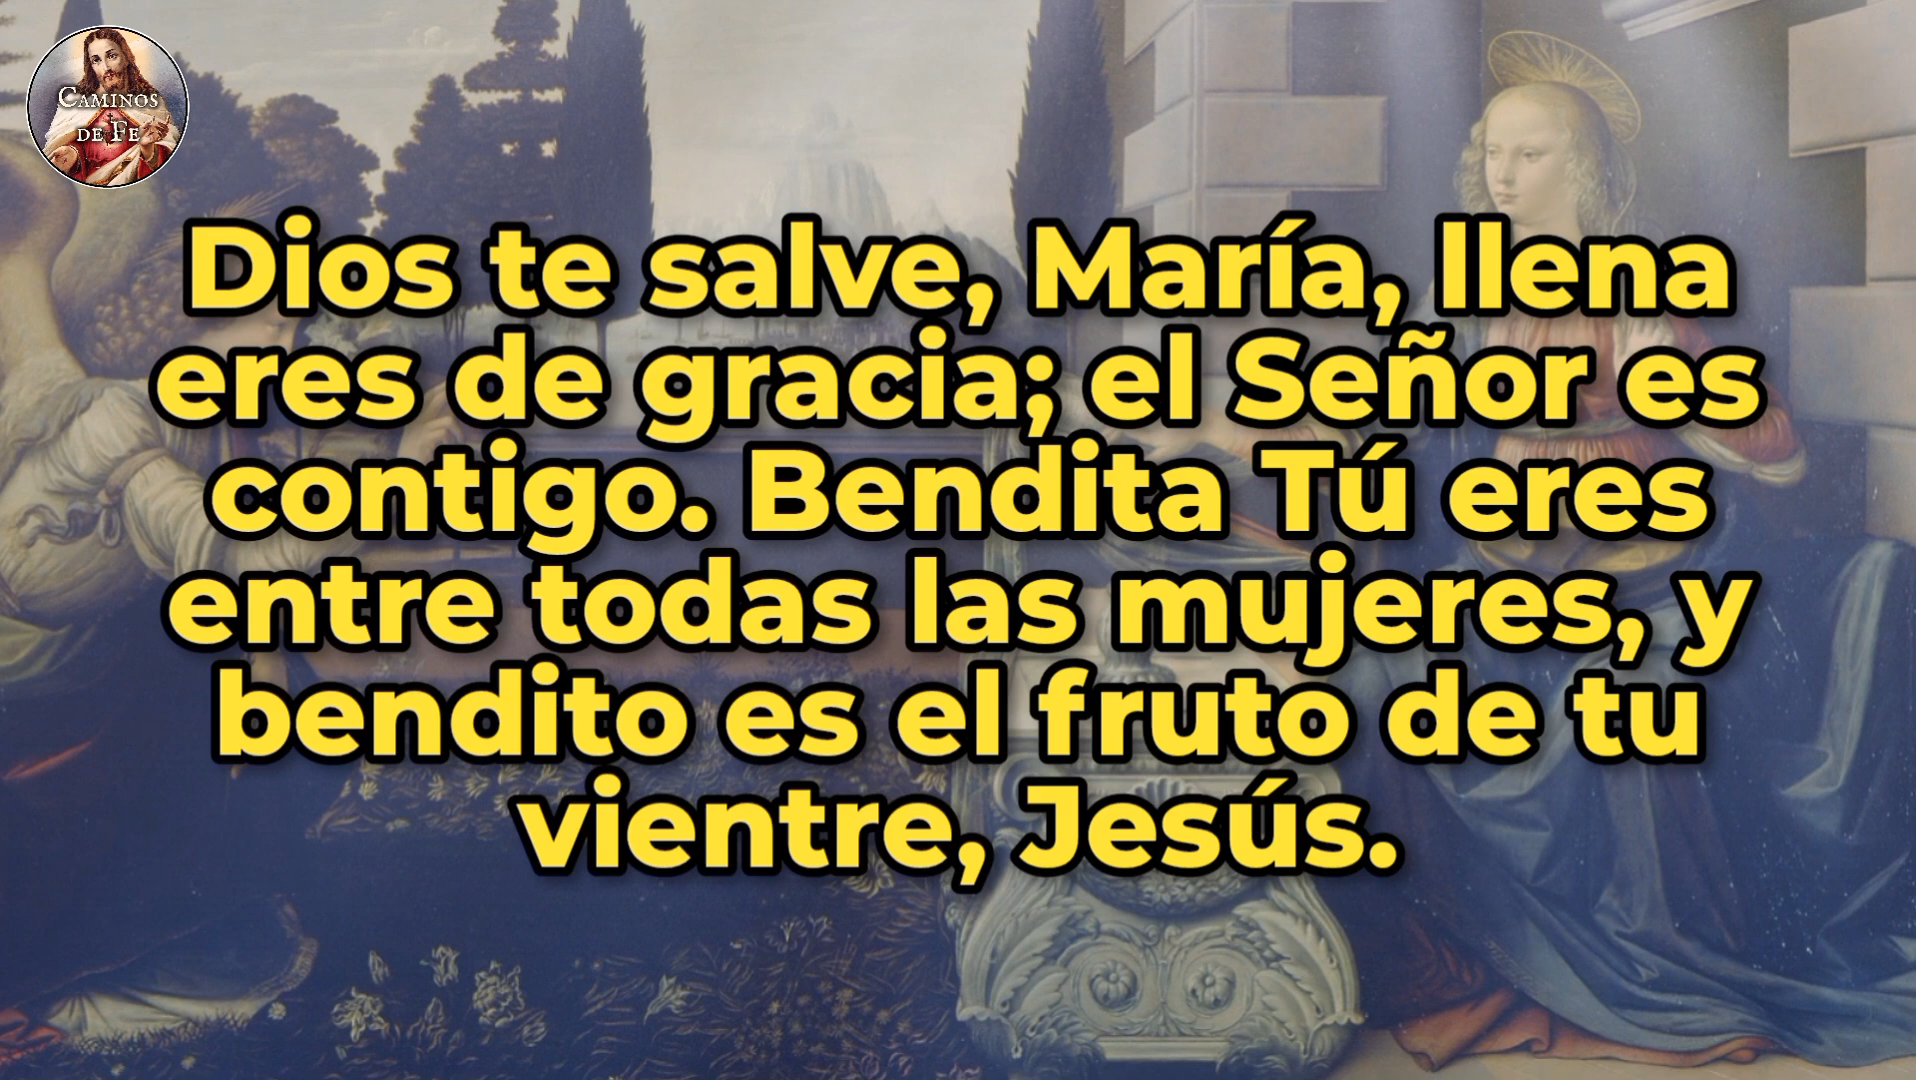 CAMINOS
DE FE
Dios te salve, María, llena
eres de gracia; el Señor es
contigo. Bendita Tú eres
entre todas las mujeres, y
bendito es el fruto de tu
vientre, Jesús.